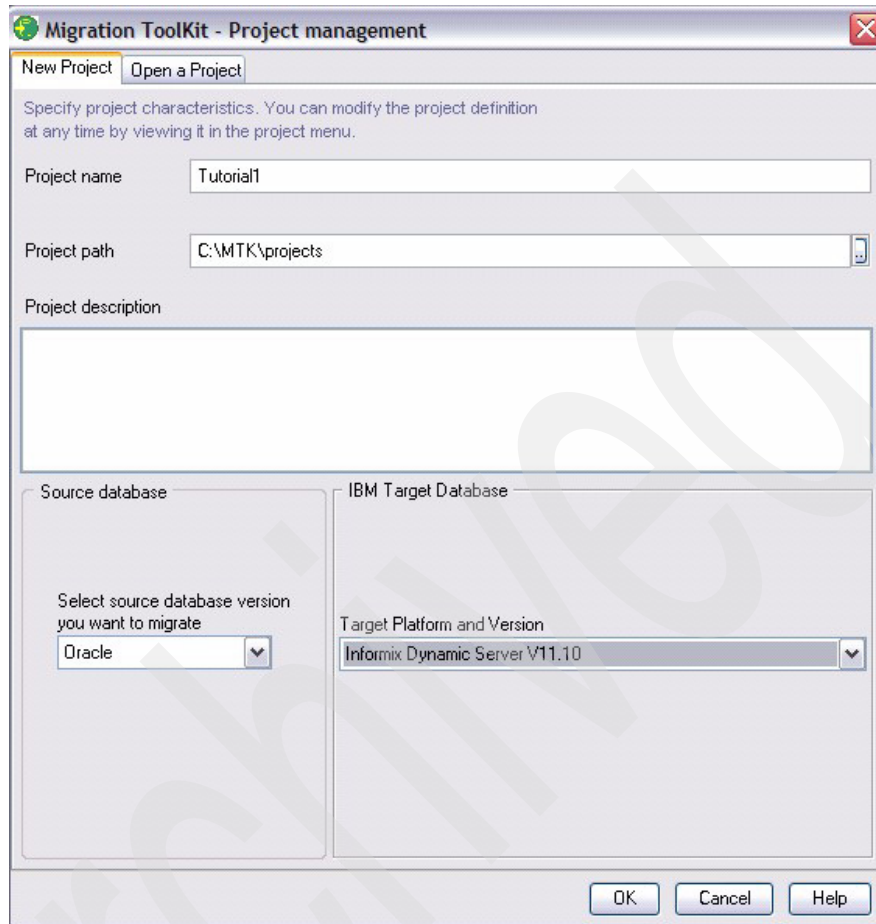 Migration ToolKit - Project management
New Project
Open a Project
Specify project characteristics. You can modify the project definition
at any time by viewing it in the project menu.
Project name
Tutorial1
Project path
C:\MTK\projects
..
Project description
Source database
IBM Target Database
Select source database version
you want to migrate
Oracle
Target Platform and Version
Informix Dynamic Server V11.10
OK
Cancel
Help
rchived